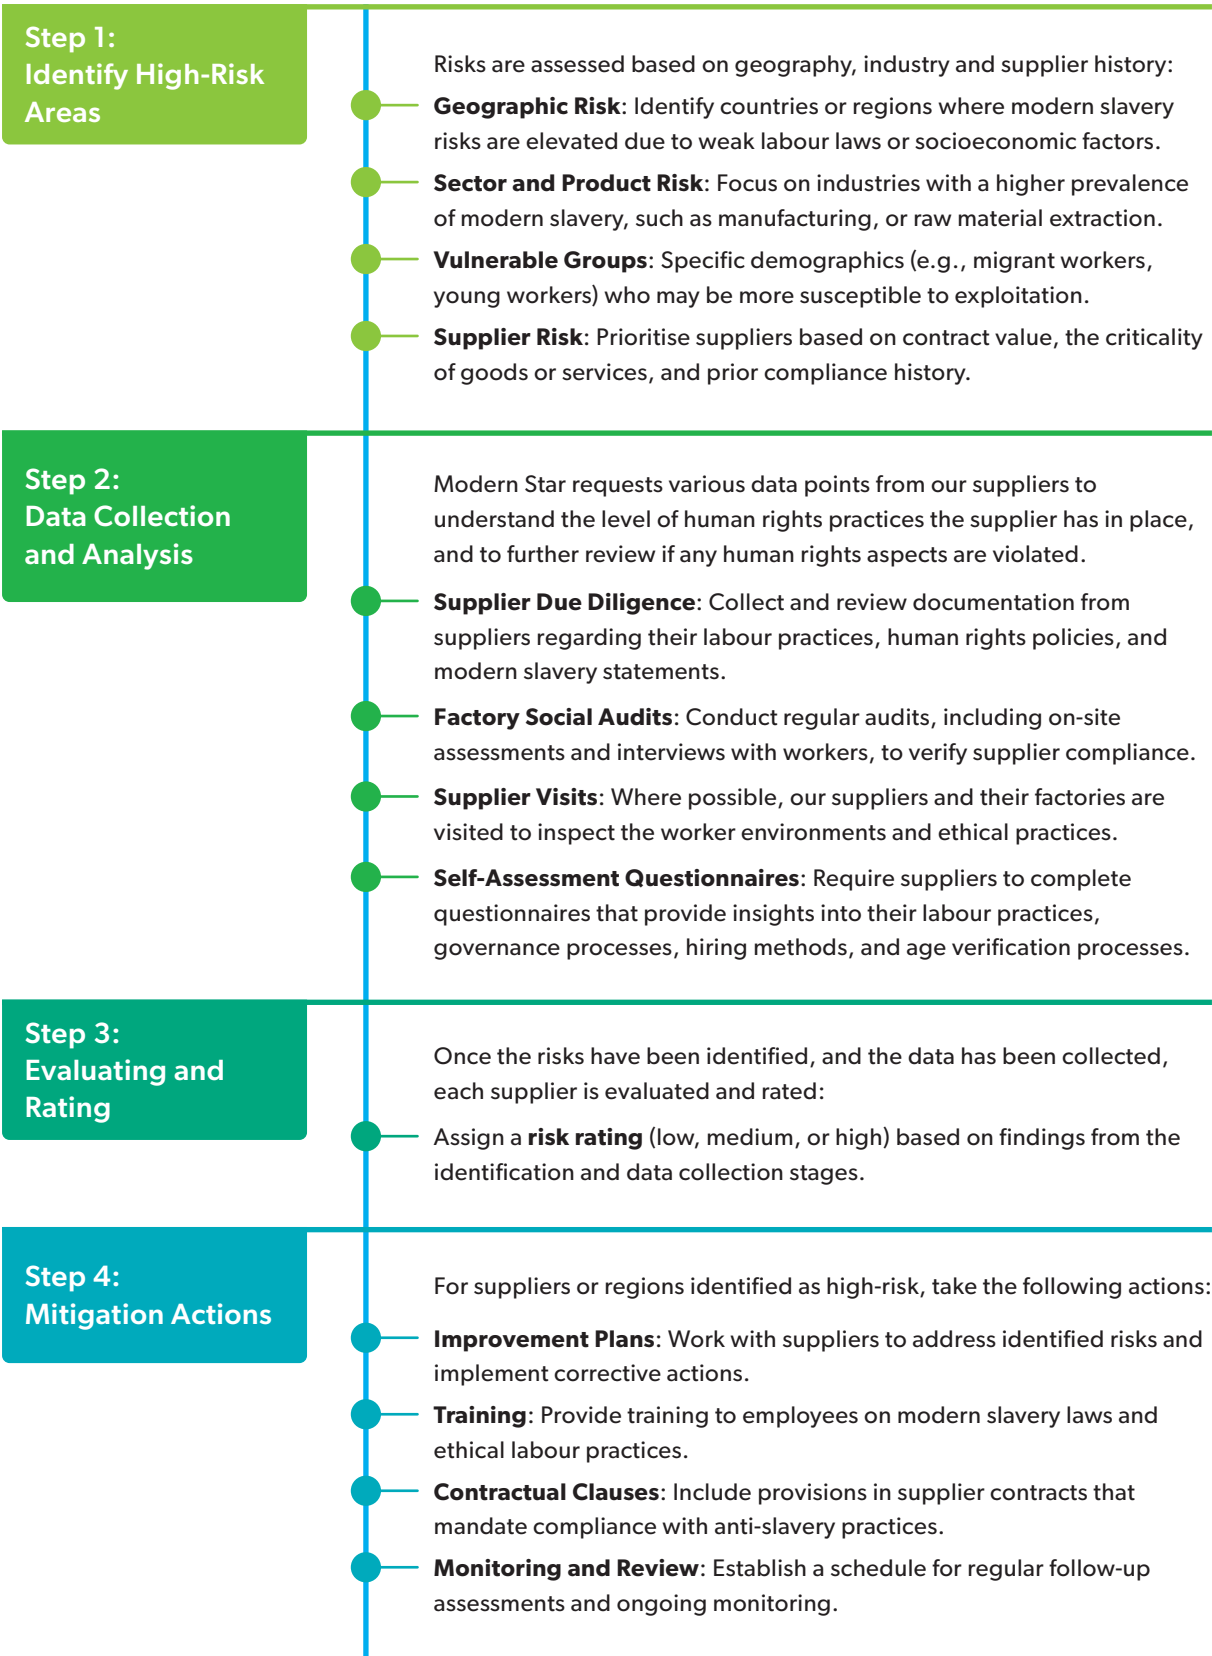 Step 1:
Identify High-Risk
Areas
Risks are assessed based on geography, industry and supplier history:
Geographic Risk: Identify countries or regions where modern slavery
risks are elevated due to weak labour laws or socioeconomic factors.
Sector and Product Risk: Focus on industries with a higher prevalence
of modern slavery, such as manufacturing, or raw material extraction.
Vulnerable Groups: Specific demographics (e.g., migrant workers,
young workers) who may be more susceptible to exploitation.
Supplier Risk: Prioritise suppliers based on contract value, the criticality
of goods or services, and prior compliance history.
Step 2:
Data Collection
and Analysis
Modern Star requests various data points from our suppliers to
understand the level of human rights practices the supplier has in place,
and to further review if any human rights aspects are violated.
Supplier Due Diligence: Collect and review documentation from
suppliers regarding their labour practices, human rights policies, and
modern slavery statements.
Factory Social Audits: Conduct regular audits, including on-site
assessments and interviews with workers, to verify supplier compliance.
Supplier Visits: Where possible, our suppliers and their factories are
visited to inspect the worker environments and ethical practices.
Self-Assessment Questionnaires: Require suppliers to complete
questionnaires that provide insights into their labour practices,
governance processes, hiring methods, and age verification processes.
Step 3:
Evaluating and
Rating
Once the risks have been identified, and the data has been collected,
each supplier is evaluated and rated:
Assign a risk rating (low, medium, or high) based on findings from the
identification and data collection stages.
Step 4:
Mitigation Actions
For suppliers or regions identified as high-risk, take the following actions:
Improvement Plans: Work with suppliers to address identified risks and
implement corrective actions.
Training: Provide training to employees on modern slavery laws and
ethical labour practices.
Contractual Clauses: Include provisions in supplier contracts that
mandate compliance with anti-slavery practices.
Monitoring and Review: Establish a schedule for regular follow-up
assessments and ongoing monitoring.